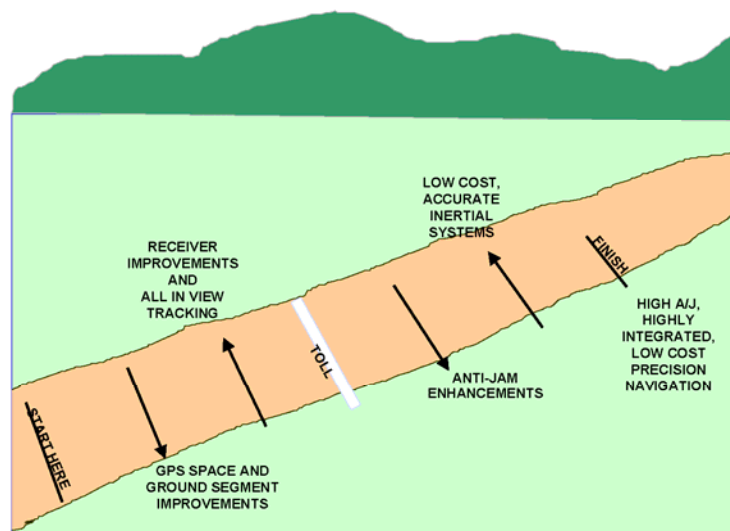 START HERE
GPS SPACE AND
GROUND SEGMENT
IMPROVEMENTS
RECEIVER
IMPROVEMENTS
AND
ALL IN VIEW
TRACKING
TOLL
ANTI-JAM
ENHANCEMENTS
LOW COST,
ACCURATE
INERTIAL
SYSTEMS
FINISH
HIGH A/J,
HIGHLY
INTEGRATED,
LOW COST
PRECISION
NAVIGATION